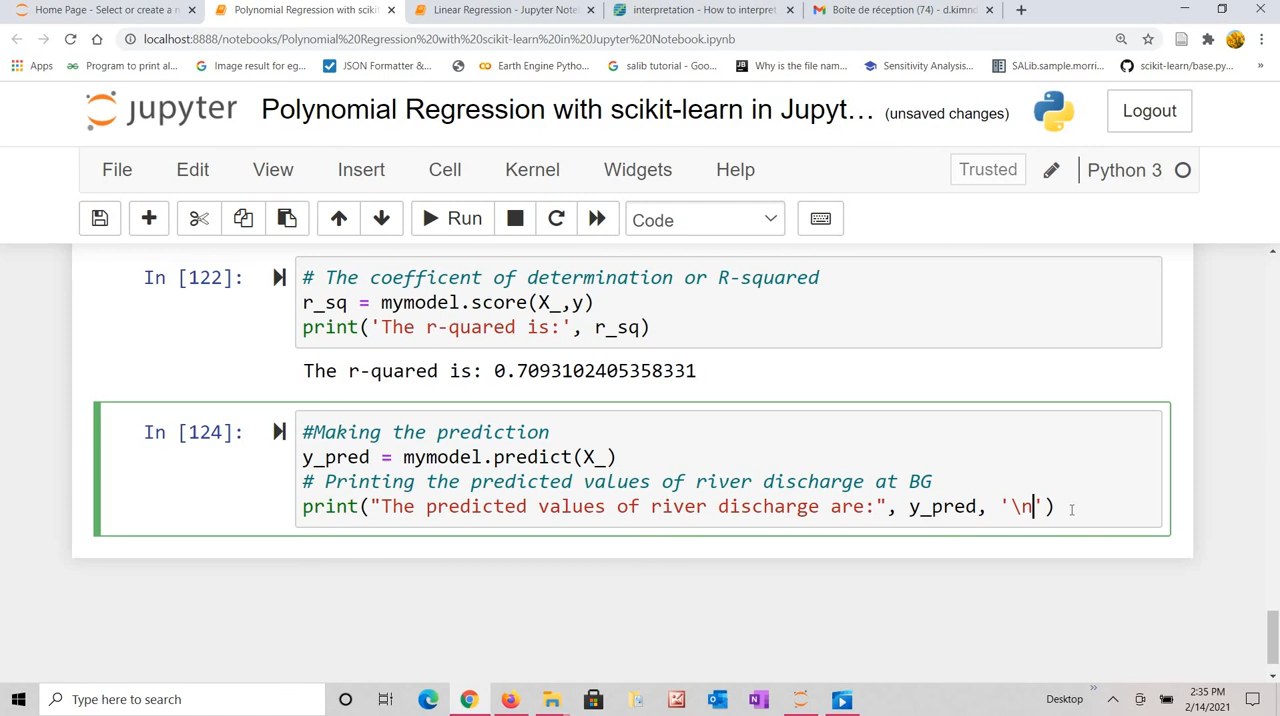 Home Page - Select or create a n
Polynomial Regression with scikit
Linear Regression - Jupyter Note
interpretation - How to interpret
Boîte de réception (74) - d.kimnd
localhost:8888/notebooks/Polynomial%20Regression%20with%20scikit-learn%20in%20Jupyter%20Notebook.ipynb
Apps
Program to print al...
Image result for eg...
JSON Formatter &...
Earth Engine Pytho...
salib tutorial - Goo...
Why is the file nam...
Sensitivity Analysis...
SALib.sample.morri...
scikit-learn/base.py...
»
jupyter
Polynomial Regression with scikit-learn in Jupyt...
(unsaved changes)
Logout
File
Edit
View
Insert
Cell
Kernel
Widgets
Help
Trusted
Python 3
Run
Code
In [122]:
# The coefficent of determination or R-squared
r_sq = mymodel.score(X_,y)
print('The r-quared is:', r_sq)
The r-quared is: 0.7093102405358331
In [124]:
#Making the prediction
y_pred = mymodel.predict(X_)
# Printing the predicted values of river discharge at BG
print("The predicted values of river discharge are:", y_pred, '\n')
Type here to search
Desktop
»
2:35 PM
2/14/2021